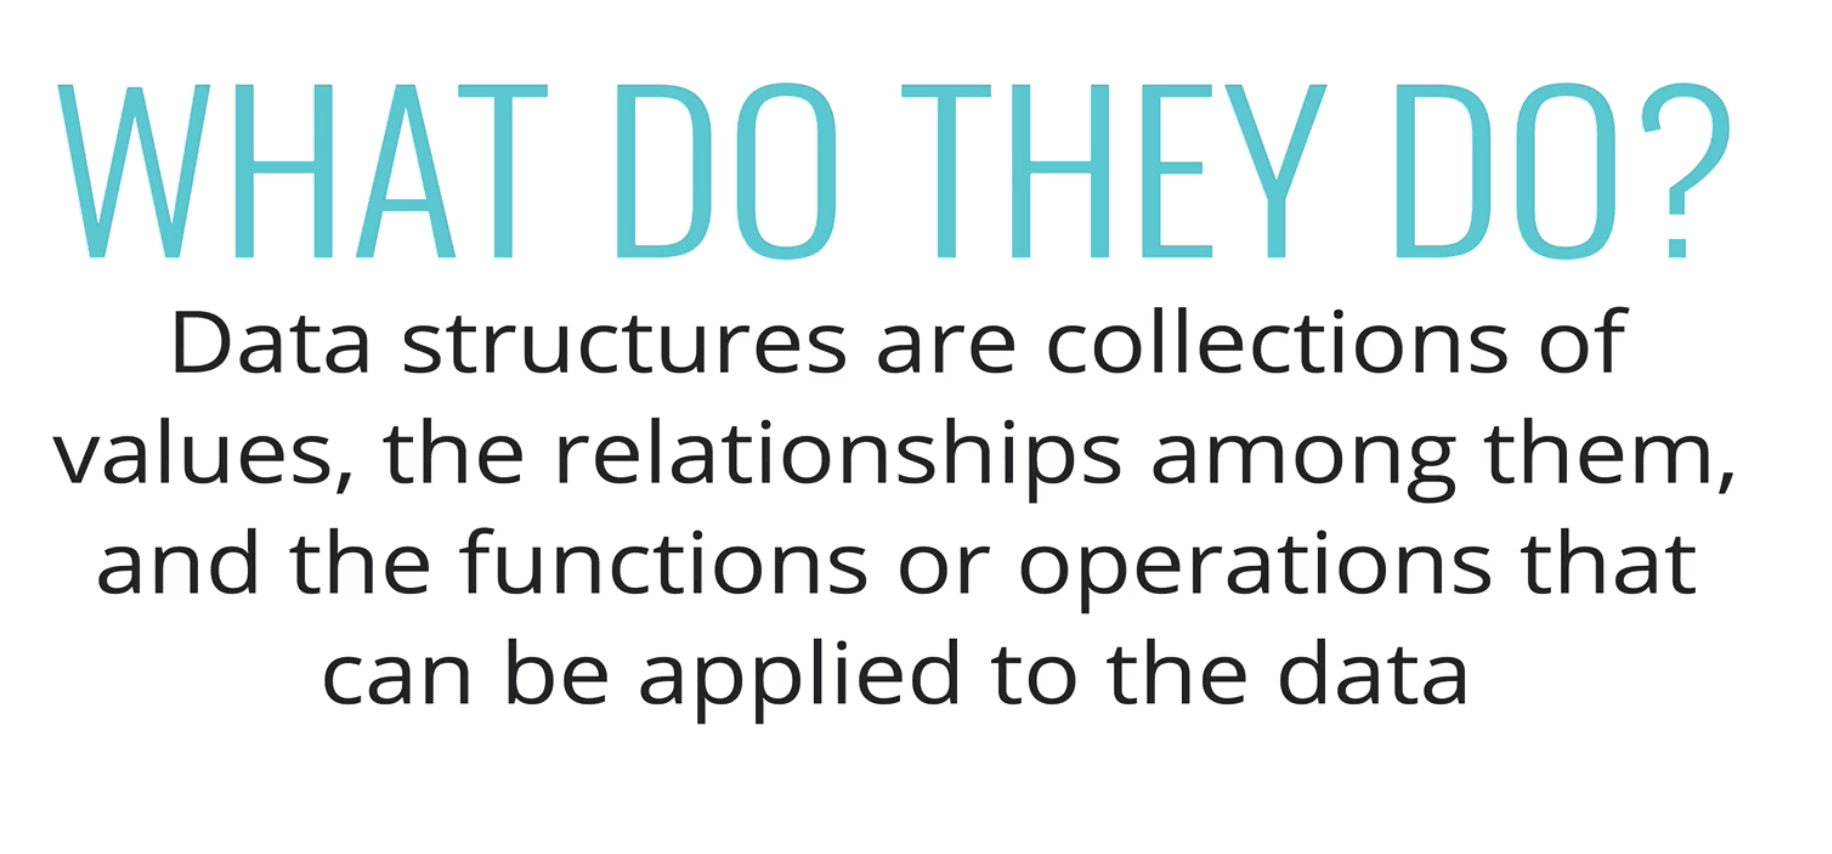 WHAT DO THEY DO?
Data structures are collections of
values, the relationships among them,
and the functions or operations that
can be applied to the data